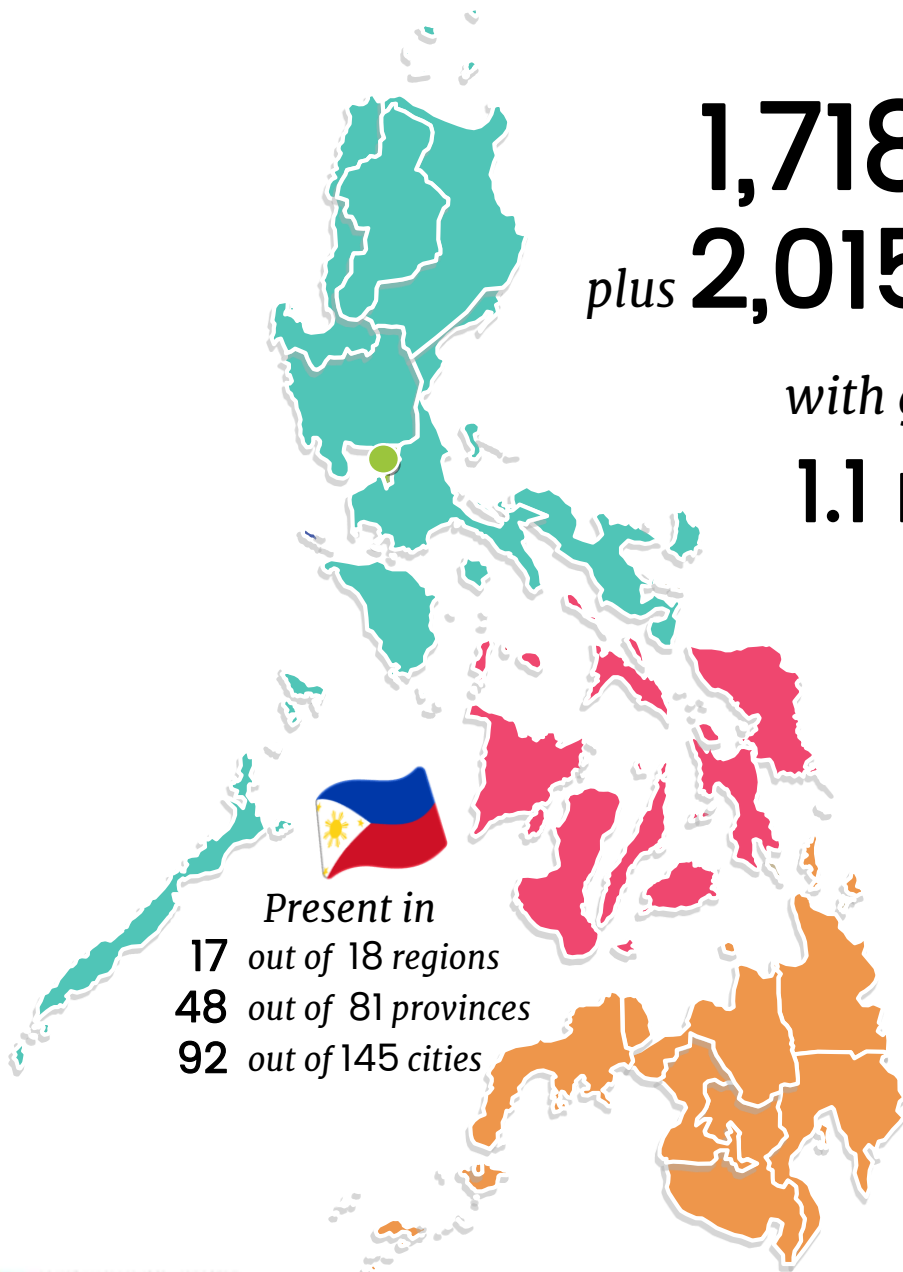 1,718
plus 2,015
with
1.1
Present in
17 out of 18 regions
48 out of 81 provinces
92 out of 145 cities